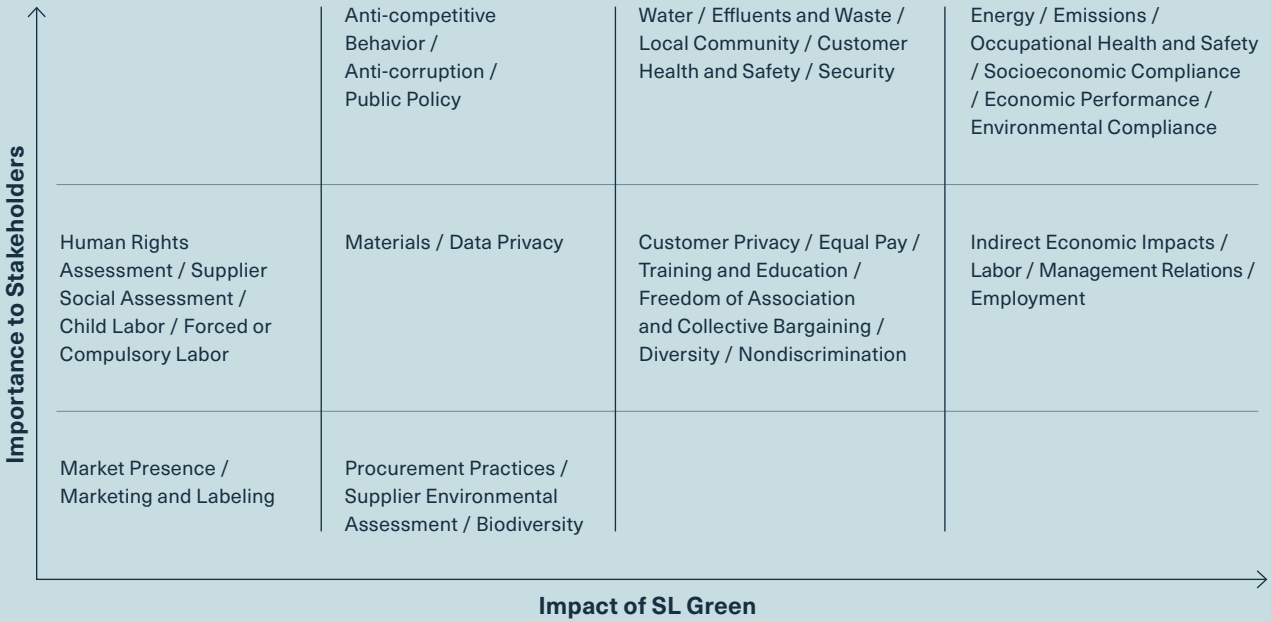 Importance to Stakeholders
Anti-competitive
Behavior /
Anti-corruption /
Public Policy
Water / Effluents and Waste /
Local Community / Customer
Health and Safety / Security
Energy / Emissions /
Occupational Health and Safety
/ Socioeconomic Compliance
/ Economic Performance /
Environmental Compliance
Human Rights
Assessment / Supplier
Social Assessment /
Child Labor / Forced or
Compulsory Labor
Materials / Data Privacy
Customer Privacy / Equal Pay /
Training and Education /
Freedom of Association
and Collective Bargaining /
Diversity / Nondiscrimination
Indirect Economic Impacts /
Labor / Management Relations /
Employment
Market Presence /
Marketing and Labeling
Procurement Practices /
Supplier Environmental
Assessment / Biodiversity
Impact of SL Green